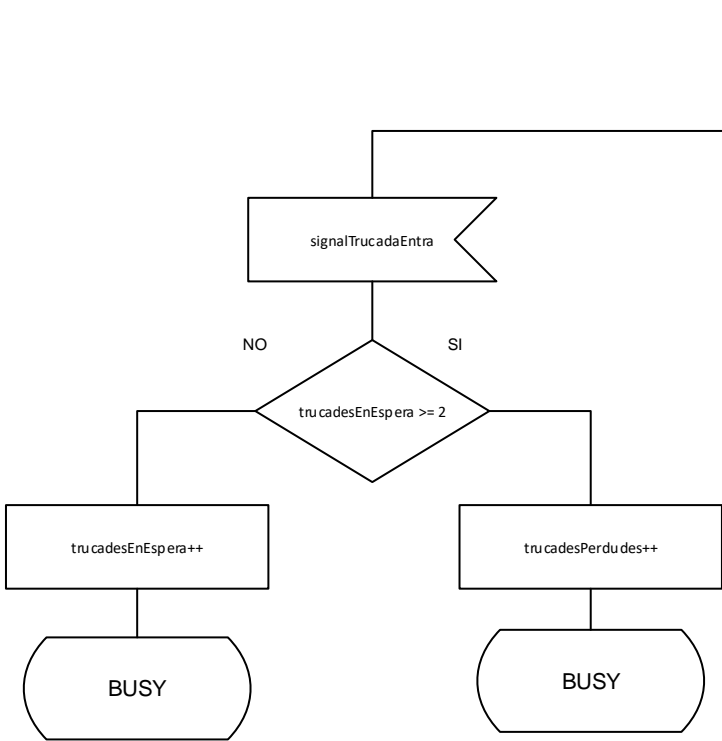 signalTrucadaEntra
NO
SI
trucadesEnEspera >= 2
trucadesEnEspera++
trucadesPerdudes++
BUSY
BUSY